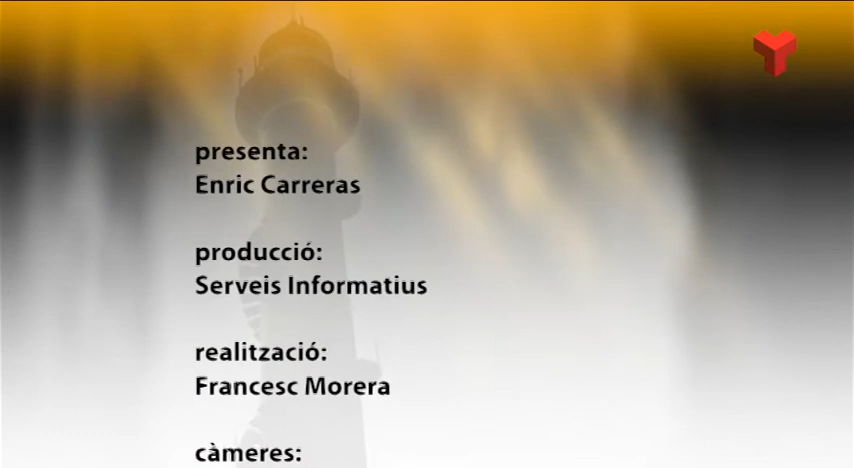 presenta:
Enric Carreras
producció:
Serveis Informatius
realització:
Francesc Morera
càmeres: